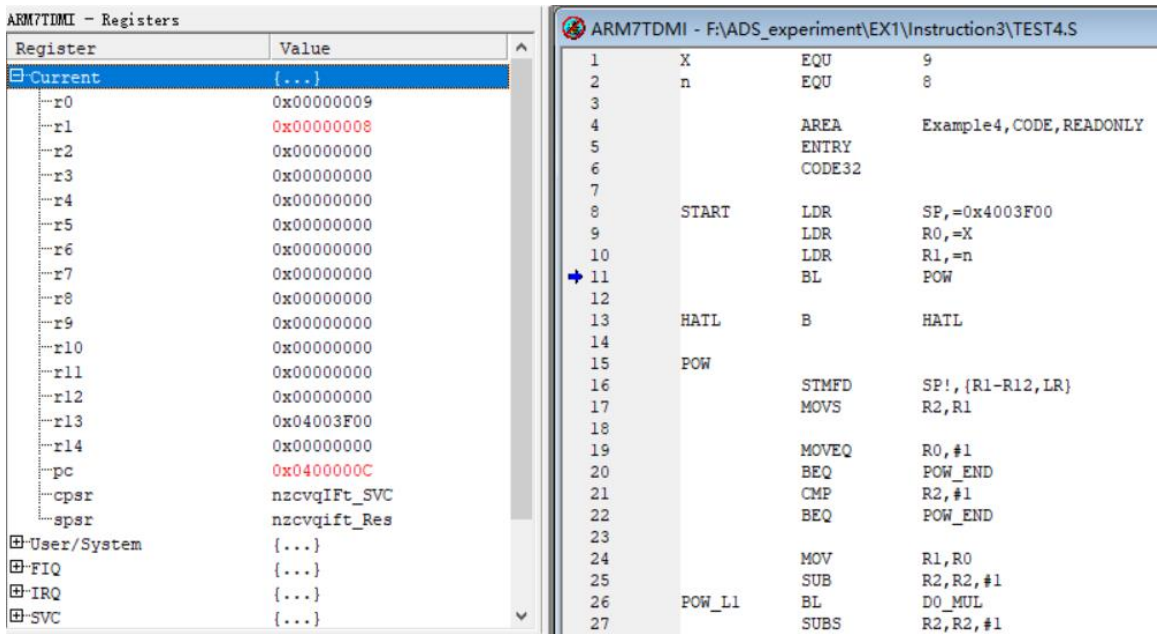 ARM7TDMI - Registers
Register Value
Current {...}
r0 0x00000009
r1 0x00000008
r2 0x00000000
r3 0x00000000
r4 0x00000000
r5 0x00000000
r6 0x00000000
r7 0x00000000
r8 0x00000000
r9 0x00000000
r10 0x00000000
r11 0x00000000
r12 0x00000000
r13 0x04003F00
r14 0x00000000
pc 0x0400000C
cpsr nzcvqIFt_SVC
spsr nzcvqift_Res
User/System {...}
FIQ {...}
IRQ {...}
SVC {...}
ARM7TDMI - F:\ADS_experiment\EX1\Instruction3\TEST4.S
1 X EQU 9
2 n EQU 8
3
4 AREA Example4,CODE,READONLY
5 ENTRY
6 CODE32
7
8 START LDR SP,=0x4003F00
9 LDR R0,=X
10 LDR R1,=n
11 BL POW
12
13 HATL B HATL
14
15 POW
16 STMFD SP!,{R1-R12,LR}
17 MOVS R2,R1
18
19 MOVEQ R0,#1
20 BEQ POW_END
21 CMP R2,#1
22 BEQ POW_END
23
24 MOV R1,R0
25 SUB R2,R2,#1
26 POW_L1 BL DO_MUL
27 SUBS R2,R2,#1